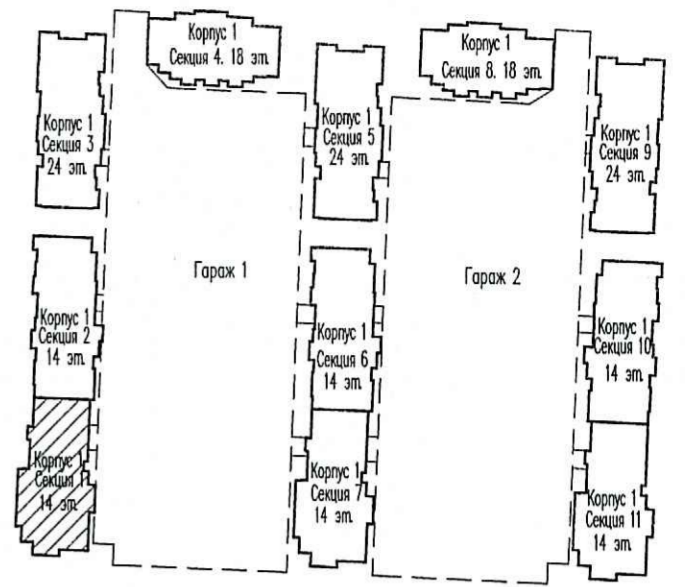 Корпус 1
Секция 4. 18 эт.
Корпус 1
Секция 8. 18 эт.
Корпус 1
Секция 3
24 эт.
Корпус 1
Секция 5
24 эт.
Корпус 1
Секция 9
24 эт.
Гараж 1
Гараж 2
Корпус 1
Секция 2
14 эт.
Корпус 1
Секция 6
14 эт.
Корпус 1
Секция 10
14 эт.
Корпус 1
Секция 1
14 эт.
Корпус 1
Секция 7
14 эт.
Корпус 1
Секция 11
14 эт.